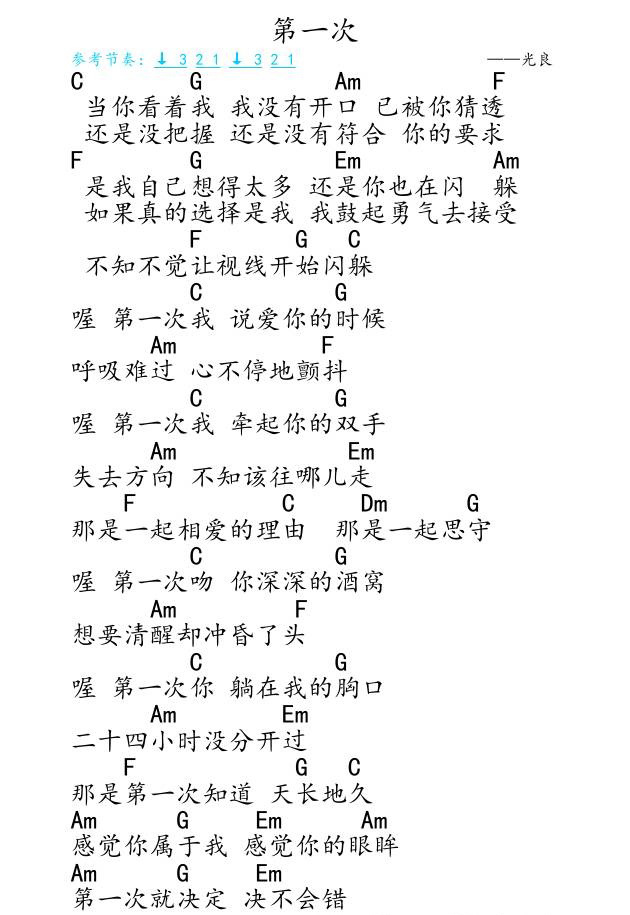 第一次
参考节奏：↓ 3 2 1 ↓ 3 2 1 ——光良
C G Am F
当你看着我 我没有开口 已被你猜透
还是没把握 还是没有符合 你的要求
F G Em Am
是我自己想得太多 还是你也在闪 躲
如果真的选择是我 我鼓起勇气去接受
F G C
不知不觉让视线开始闪躲
C G
喔 第一次我 说爱你的时候
Am F
呼吸难过 心不停地颤抖
C G
喔 第一次我 牵起你的双手
Am Em
失去方向 不知该往哪儿走
F C Dm G
那是一起相爱的理由 那是一起思守
C G
喔 第一次吻 你深深的酒窝
Am F
想要清醒却冲昏了头
C G
喔 第一次你 躺在我的胸口
Am Em
二十四小时没分开过
F G C
那是第一次知道 天长地久
Am G Em Am
感觉你属于我 感觉你的眼眸
Am G Em
第一次就决定 决不会错